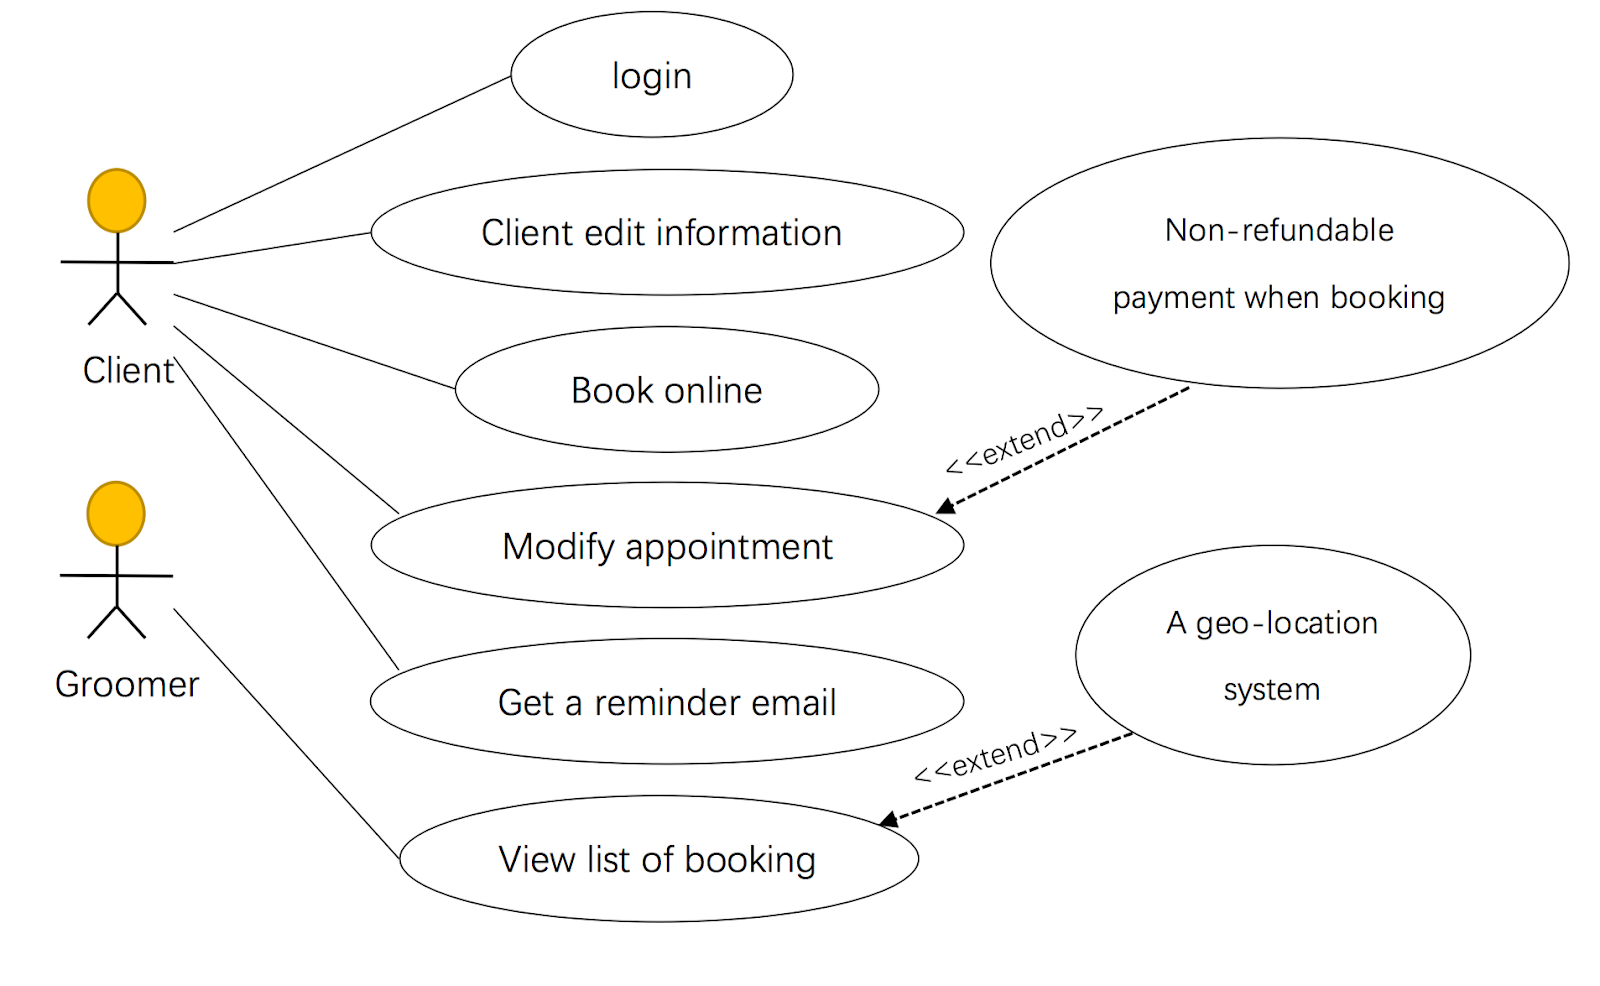 login
Client edit information
Non-refundable
payment when booking
Client
Book online
<<extend>>
Modify appointment
A geo-location
system
Groomer
Get a reminder email
<<extend>>
View list of booking